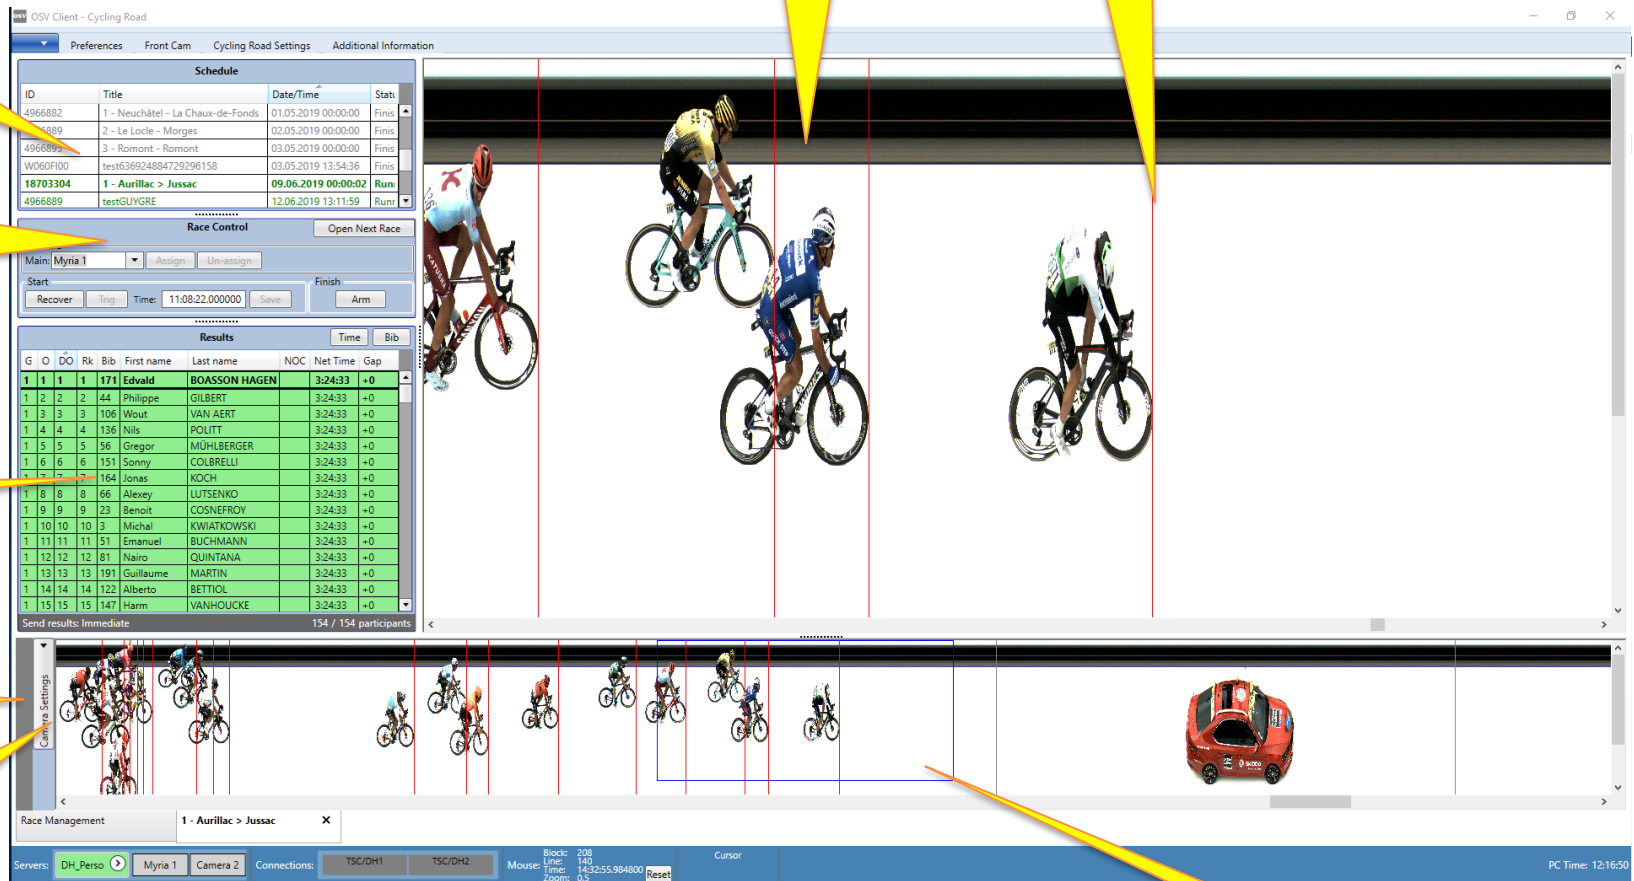 OSV Client - Cycling Road
Preferences Front Cam Cycling Road Settings Additional Information
Schedule
ID Title Date/Time Statu
4966882 1 - Neuchâtel - La Chaux-de-Fonds 01.05.2019 00:00:00 Finis
2 - Le Locle - Morges 02.05.2019 00:00:00 Finis
4966895 3 - Romont - Romont 03.05.2019 00:00:00 Finis
W060FI00 test636924884729296158 03.05.2019 13:54:36 Finis
18703304 1 - Aurillac > Jussac 09.06.2019 00:00:02 Runn
4966889 testGUYGRE 12.06.2019 13:11:59 Runr
Race Control Open Next Race
Main: Myria 1 Assign Un-assign
Start Finish
Recover Trig Time: 11:08:22.000000 Save Arm
Results Time Bib
G O DO Rk Bib First name Last name NOC Net Time Gap
1 1 1 1 171 Edvald BOASSON HAGEN 3:24:33 +0
1 2 2 2 44 Philippe GILBERT 3:24:33 +0
1 3 3 3 106 Wout VAN AERT 3:24:33 +0
1 4 4 4 136 Nils POLITT 3:24:33 +0
1 5 5 5 56 Gregor MÜHLBERGER 3:24:33 +0
1 6 6 6 151 Sonny COLBRELLI 3:24:33 +0
1 7 7 7 164 Jonas KOCH 3:24:33 +0
1 8 8 8 66 Alexey LUTSENKO 3:24:33 +0
1 9 9 9 23 Benoit COSNEFROY 3:24:33 +0
1 10 10 10 3 Michal KWIATKOWSKI 3:24:33 +0
1 11 11 11 51 Emanuel BUCHMANN 3:24:33 +0
1 12 12 12 81 Nairo QUINTANA 3:24:33 +0
1 13 13 13 191 Guillaume MARTIN 3:24:33 +0
1 14 14 14 122 Alberto BETTIOL 3:24:33 +0
1 15 15 15 147 Harm VANHOUCKE 3:24:33 +0
Send results: Immediate 154 / 154 participants
Camera Settings
Race Management 1 - Aurillac > Jussac
Servers: DH_Perso Myria 1 Camera 2 Connections: TSC/DH1 TSC/DH2 Mouse:
Block: 208
Line: 140
Time: 14:32:55.984800
Zoom: 0.5
Reset
Cursor
PC Time: 12:16:50